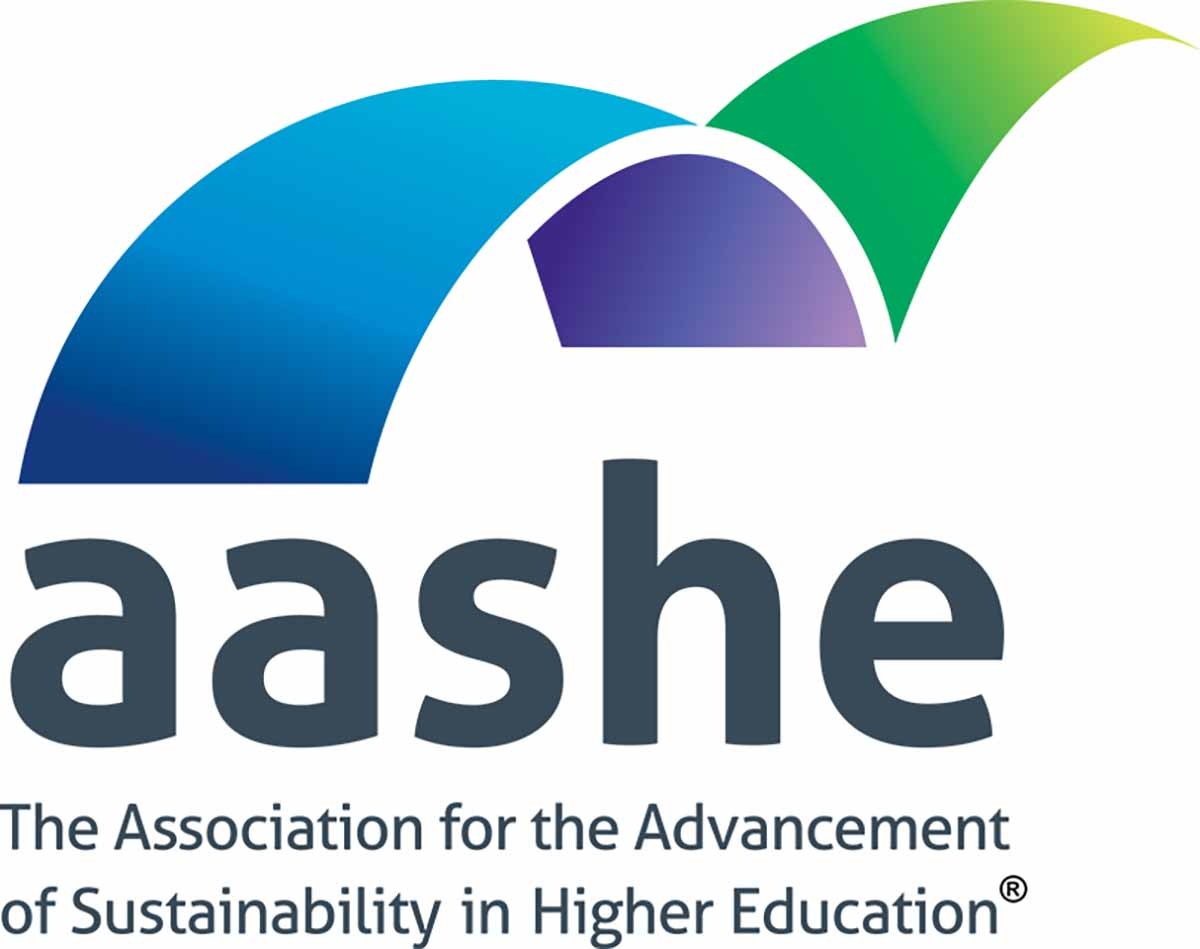 aashe
The Association for the Advancement
of Sustainability in Higher Education®